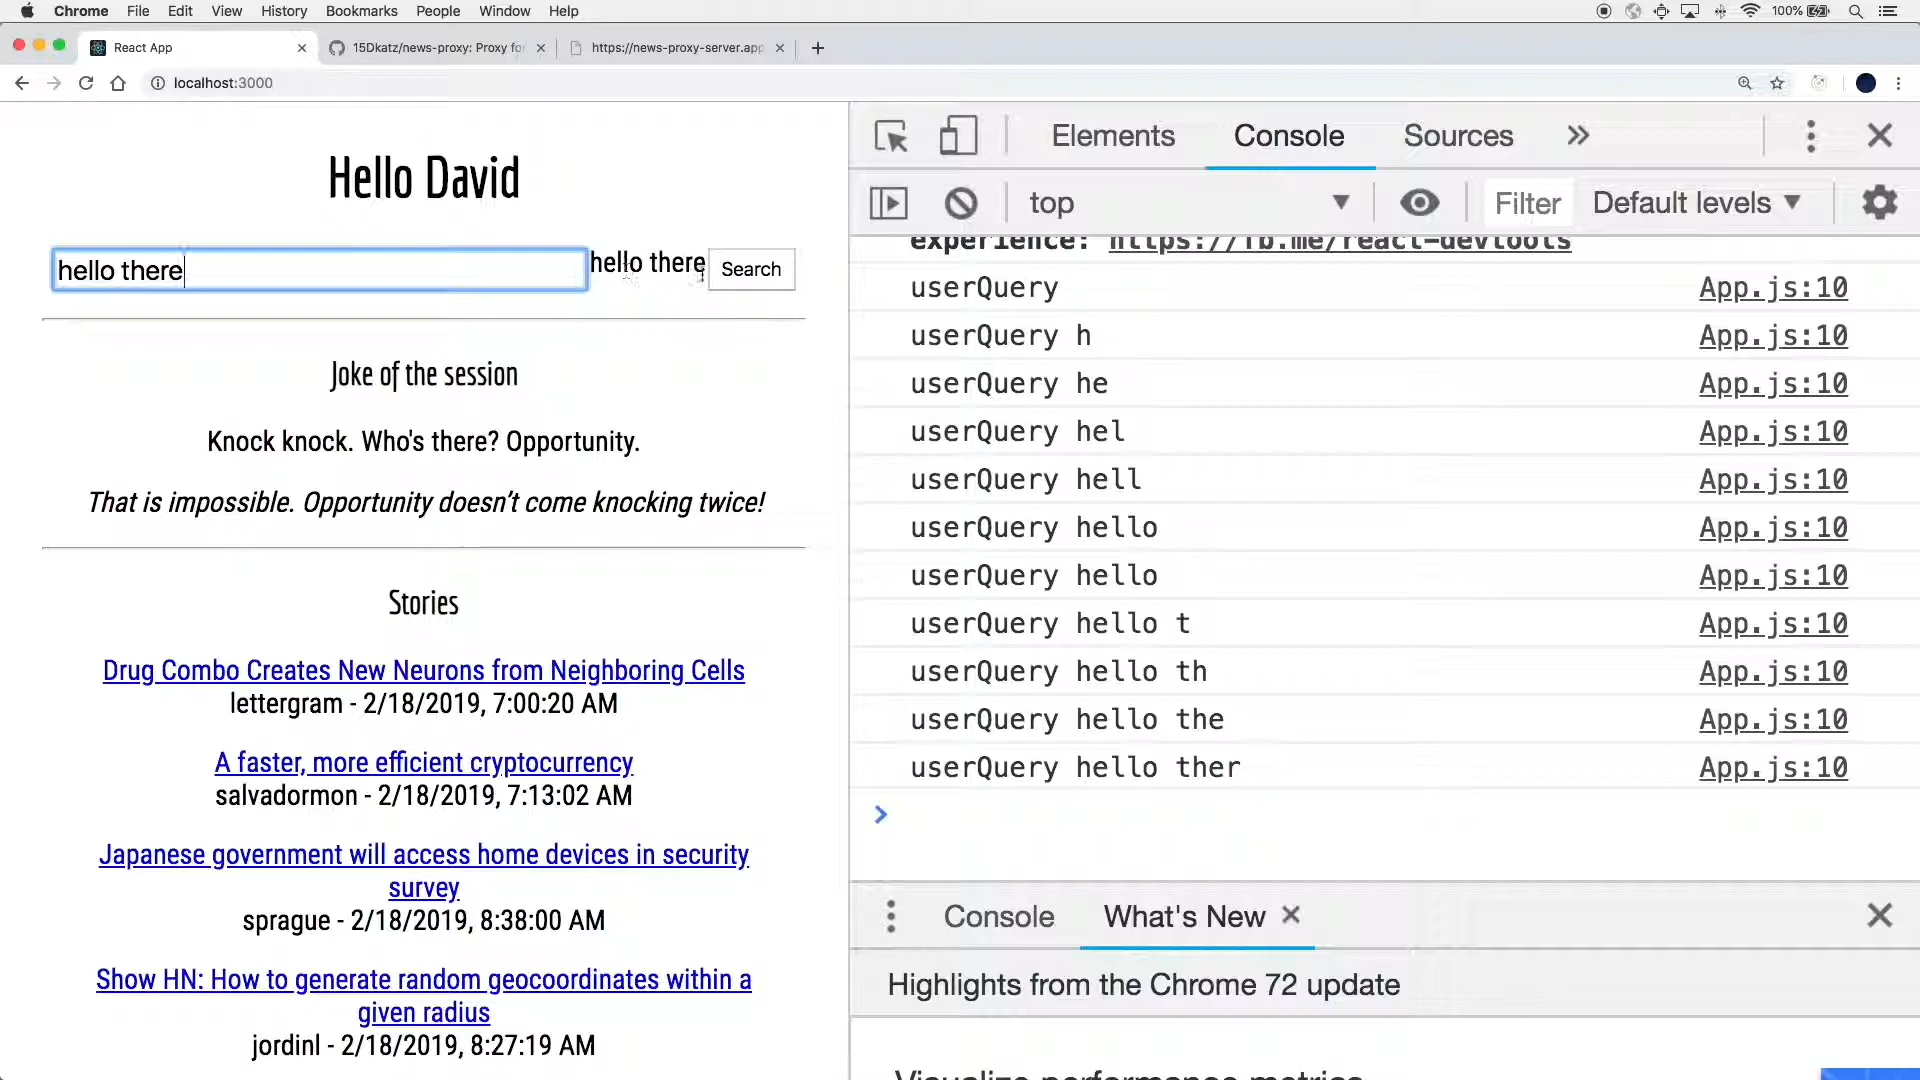 Chrome File Edit View History Bookmarks People Window Help 100%
React App
15Dkatz/news-proxy: Proxy fo
https://news-proxy-server.app
localhost:3000
Hello David
hello there
hello there
Search
Joke of the session
Knock knock. Who's there? Opportunity.
That is impossible. Opportunity doesn’t come knocking twice!
Stories
Drug Combo Creates New Neurons from Neighboring Cells
lettergram - 2/18/2019, 7:00:20 AM
A faster, more efficient cryptocurrency
salvadormon - 2/18/2019, 7:13:02 AM
Japanese government will access home devices in security
survey
sprague - 2/18/2019, 8:38:00 AM
Show HN: How to generate random geocoordinates within a
given radius
jordinl - 2/18/2019, 8:27:19 AM
Elements Console Sources
top Filter Default levels
experience: https://fb.me/react-devtools
userQuery App.js:10
userQuery h App.js:10
userQuery he App.js:10
userQuery hel App.js:10
userQuery hell App.js:10
userQuery hello App.js:10
userQuery hello App.js:10
userQuery hello t App.js:10
userQuery hello th App.js:10
userQuery hello the App.js:10
userQuery hello ther App.js:10
Console What's New
Highlights from the Chrome 72 update
Visualize performance metrics